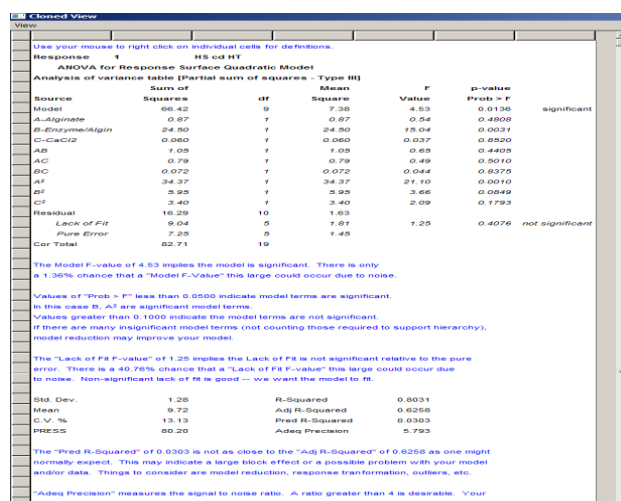 Cloned View
View
Use your mouse to right click on individual cells for definitions.
Response 1 HS cd HT
ANOVA for Response Surface Quadratic Model
Analysis of variance table [Partial sum of squares - Type III]
Sum of Mean F p-value
Source Squares df Square Value Prob > F
Model 66.42 9 7.38 4.53 0.0136 significant
A-Alginate 0.87 1 0.87 0.54 0.4808
B-Enzyme/Algin 24.50 1 24.50 15.04 0.0031
C-CaCl2 0.060 1 0.060 0.037 0.8520
AB 1.05 1 1.05 0.65 0.4405
AC 0.79 1 0.79 0.49 0.5010
BC 0.072 1 0.072 0.044 0.8375
A² 34.37 1 34.37 21.10 0.0010
B² 5.95 1 5.95 3.66 0.0849
C² 3.40 1 3.40 2.09 0.1793
Residual 16.29 10 1.63
Lack of Fit 9.04 5 1.81 1.25 0.4076 not significant
Pure Error 7.25 5 1.45
Cor Total 82.71 19
The Model F-value of 4.53 implies the model is significant. There is only
a 1.36% chance that a "Model F-Value" this large could occur due to noise.
Values of "Prob > F" less than 0.0500 indicate model terms are significant.
In this case B, A² are significant model terms.
Values greater than 0.1000 indicate the model terms are not significant.
If there are many insignificant model terms (not counting those required to support hierarchy),
model reduction may improve your model.
The "Lack of Fit F-value" of 1.25 implies the Lack of Fit is not significant relative to the pure
error. There is a 40.76% chance that a "Lack of Fit F-value" this large could occur due
to noise. Non-significant lack of fit is good -- we want the model to fit.
Std. Dev. 1.28 R-Squared 0.8031
Mean 9.72 Adj R-Squared 0.6258
C.V. % 13.13 Pred R-Squared 0.0303
PRESS 80.20 Adeq Precision 5.793
The "Pred R-Squared" of 0.0303 is not as close to the "Adj R-Squared" of 0.6258 as one might
normally expect. This may indicate a large block effect or a possible problem with your model
and/or data. Things to consider are model reduction, response tranformation, outliers, etc.
"Adeq Precision" measures the signal to noise ratio. A ratio greater than 4 is desirable. Your